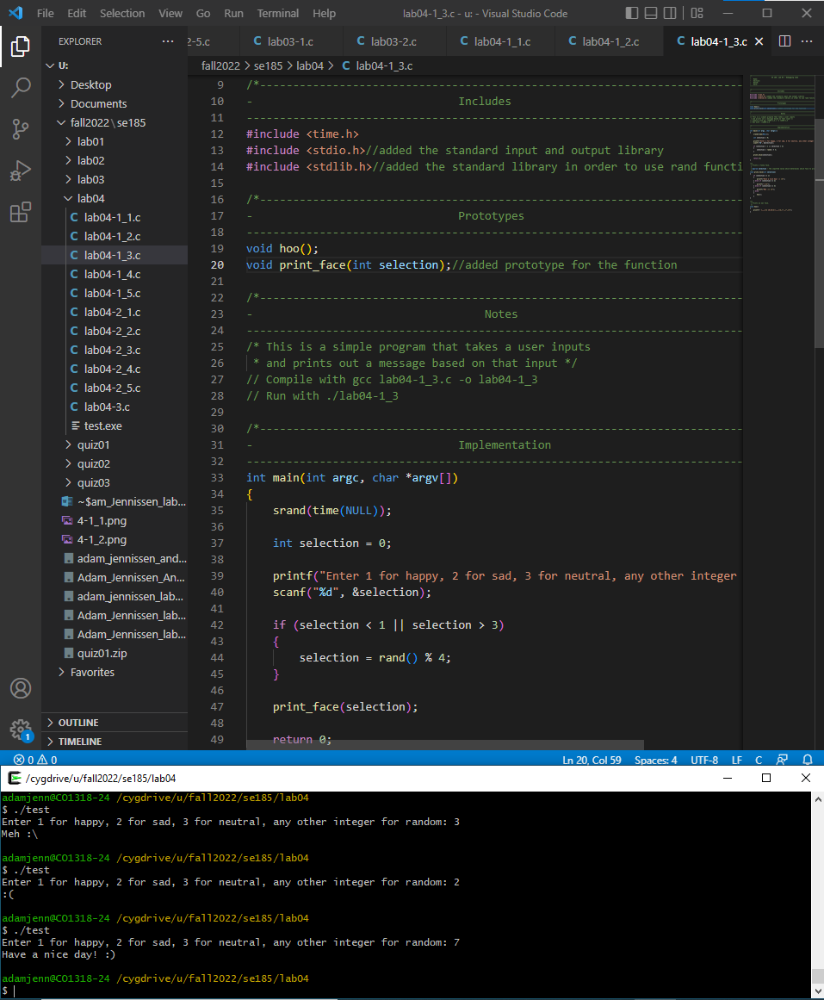 File Edit Selection View Go Run Terminal Help lab04-1_3.c - u: - Visual Studio Code
EXPLORER ···
2-5.c lab03-1.c lab03-2.c lab04-1_1.c lab04-1_2.c lab04-1_3.c
fall2022 > se185 > lab04 > C lab04-1_3.c
U:
Desktop
Documents
fall2022\se185
lab01
lab02
lab03
lab04
C lab04-1_1.c
C lab04-1_2.c
C lab04-1_3.c
C lab04-1_4.c
C lab04-1_5.c
C lab04-2_1.c
C lab04-2_2.c
C lab04-2_3.c
C lab04-2_4.c
C lab04-2_5.c
C lab04-3.c
test.exe
quiz01
quiz02
quiz03
~$am_Jennissen_lab...
4-1_1.png
4-1_2.png
adam_jennissen_and...
Adam_Jennissen_An...
adam_jennissen_lab...
Adam_Jennissen_lab...
Adam_Jennissen_lab...
quiz01.zip
Favorites
OUTLINE
TIMELINE
9 /*---------------------------------------------------------------------------
10 - Includes
11 -----------------------------------------------------------------------------
12 #include <time.h>
13 #include <stdio.h>//added the standard input and output library
14 #include <stdlib.h>//added the standard library in order to use rand functi
15
16 /*---------------------------------------------------------------------------
17 - Prototypes
18 -----------------------------------------------------------------------------
19 void hoo();
20 void print_face(int selection);//added prototype for the function
21
22 /*---------------------------------------------------------------------------
23 - Notes
24 -----------------------------------------------------------------------------
25 /* This is a simple program that takes a user inputs
26 * and prints out a message based on that input */
27 // Compile with gcc lab04-1_3.c -o lab04-1_3
28 // Run with ./lab04-1_3
29
30 /*---------------------------------------------------------------------------
31 - Implementation
32 -----------------------------------------------------------------------------
33 int main(int argc, char *argv[])
34 {
35 srand(time(NULL));
36
37 int selection = 0;
38
39 printf("Enter 1 for happy, 2 for sad, 3 for neutral, any other integer
40 scanf("%d", &selection);
41
42 if (selection < 1 || selection > 3)
43 {
44 selection = rand() % 4;
45 }
46
47 print_face(selection);
48
49 return 0;
1
0 0 Ln 20, Col 59 Spaces: 4 UTF-8 LF C
/cygdrive/u/fall2022/se185/lab04
adamjenn@CO1318-24 /cygdrive/u/fall2022/se185/lab04
$ ./test
Enter 1 for happy, 2 for sad, 3 for neutral, any other integer for random: 3
Meh :\
adamjenn@CO1318-24 /cygdrive/u/fall2022/se185/lab04
$ ./test
Enter 1 for happy, 2 for sad, 3 for neutral, any other integer for random: 2
:(
adamjenn@CO1318-24 /cygdrive/u/fall2022/se185/lab04
$ ./test
Enter 1 for happy, 2 for sad, 3 for neutral, any other integer for random: 7
Have a nice day! :)
adamjenn@CO1318-24 /cygdrive/u/fall2022/se185/lab04
$